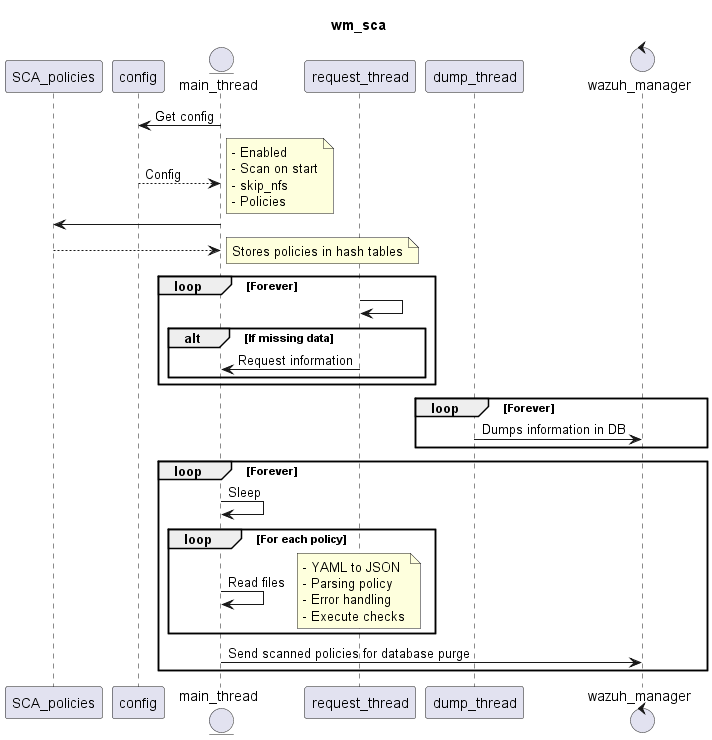 wm_sca
SCA_policies
config
main_thread
request_thread
dump_thread
wazuh_manager
Get config
- Enabled
- Scan on start
- skip_nfs
- Policies
Config
Stores policies in hash tables
loop
[Forever]
alt
[If missing data]
Request information
loop
[Forever]
Dumps information in DB
loop
[Forever]
Sleep
loop
[For each policy]
- YAML to JSON
- Parsing policy
- Error handling
- Execute checks
Read files
Send scanned policies for database purge
SCA_policies
config
main_thread
request_thread
dump_thread
wazuh_manager